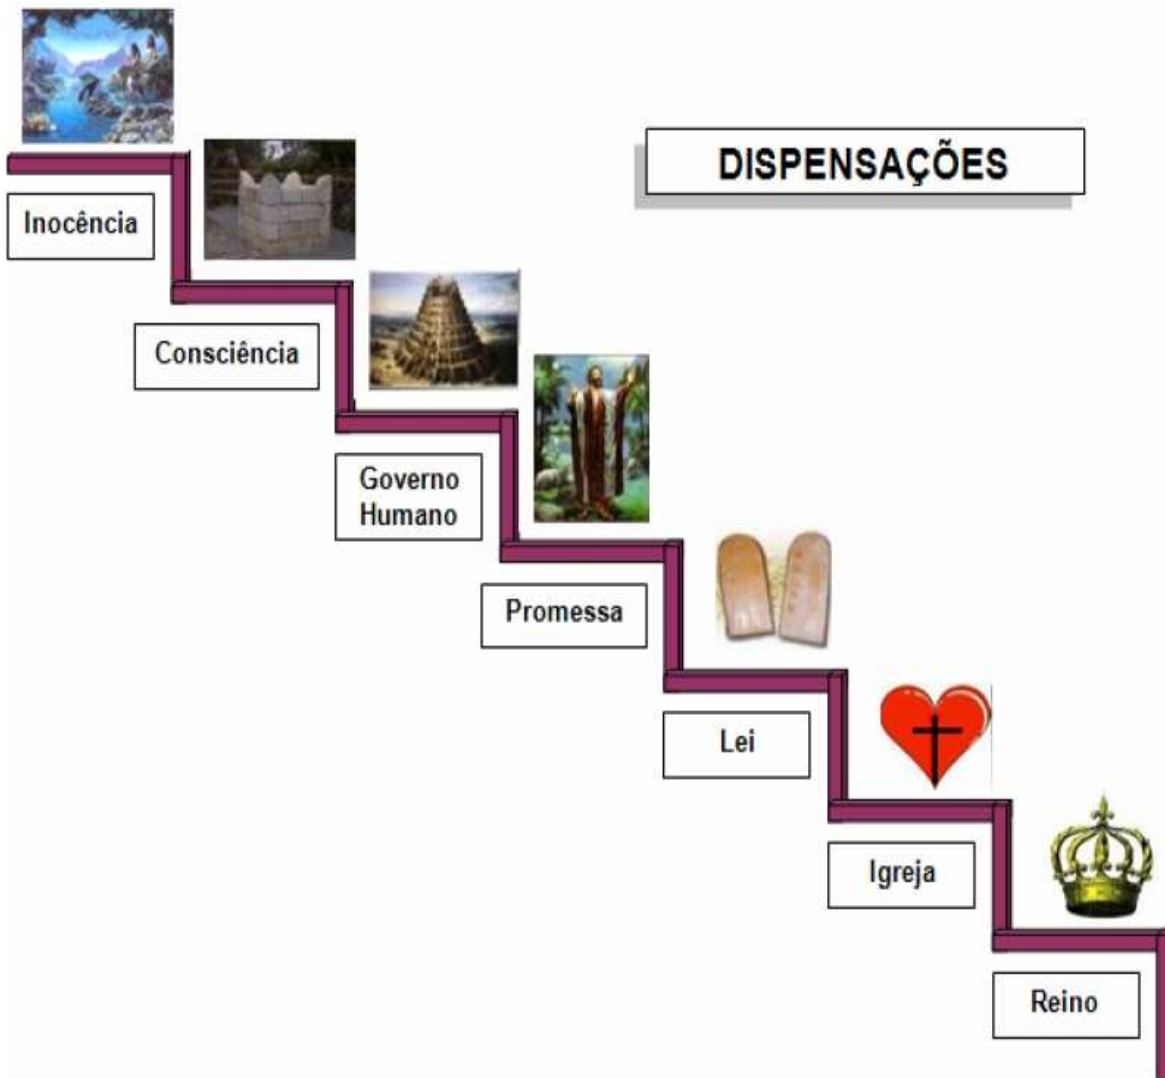 DISPENSAÇÕES
Inocência
Consciência
Governo
Humano
Promessa
Lei
Igreja
Reino